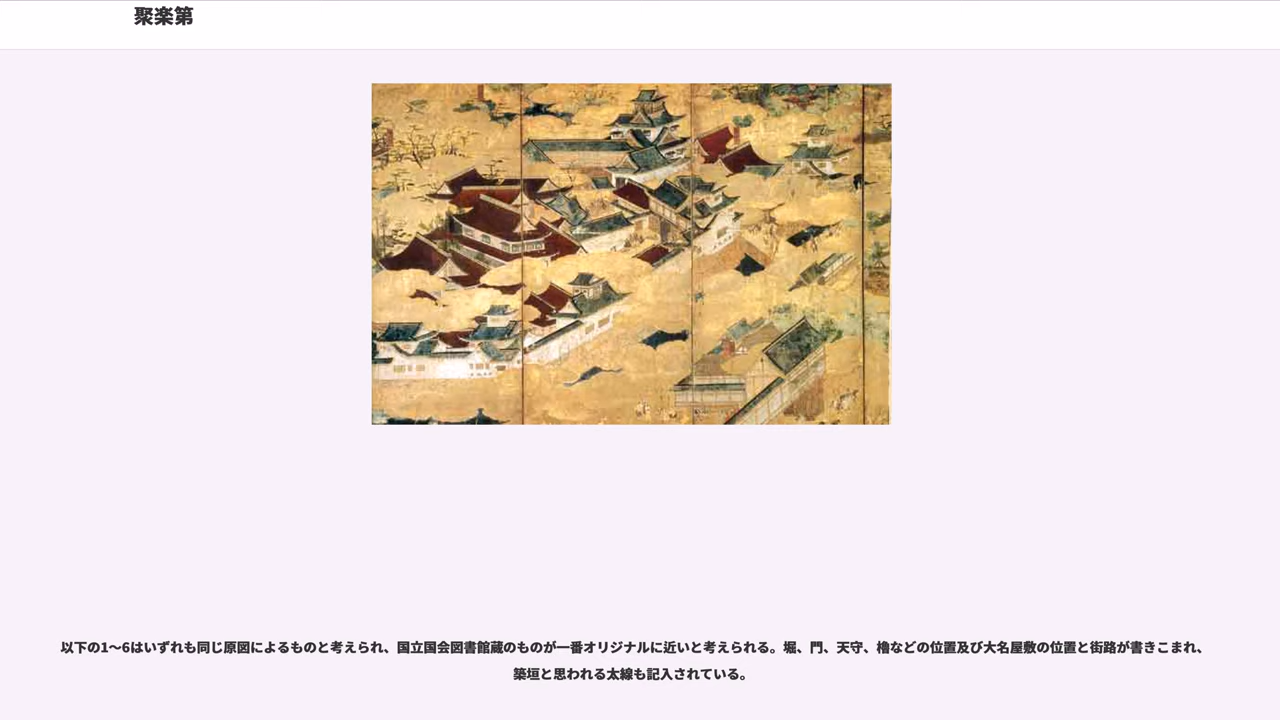 聚楽第
以下の1〜6はいずれも同じ原図によるものと考えられ、国立国会図書館蔵のものが一番オリジナルに近いと考えられる。堀、門、天守、櫓などの位置及び大名屋敷の位置と街路が書きこまれ、
築垣と思われる太線も記入されている。